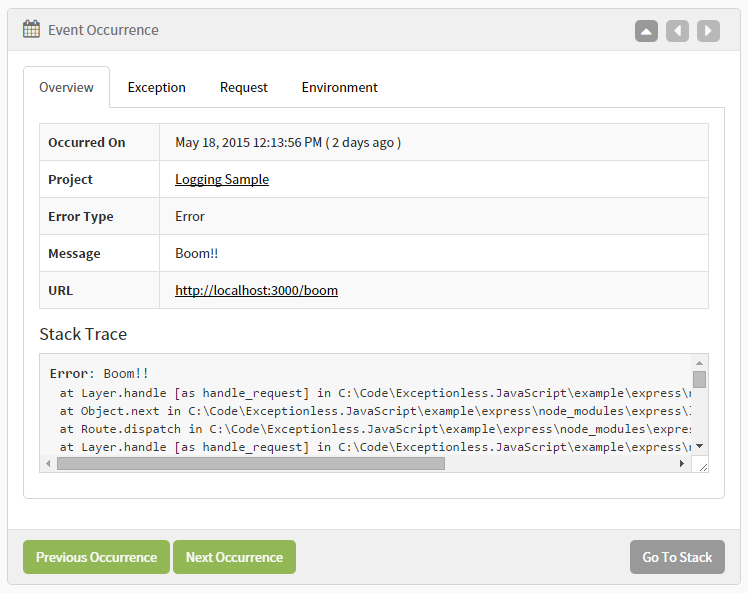 Event Occurrence
Overview Exception Request Environment
Occurred On May 18, 2015 12:13:56 PM ( 2 days ago )
Project Logging Sample
Error Type Error
Message Boom!!
URL http://localhost:3000/boom
Stack Trace
Error: Boom!!
at Layer.handle [as handle_request] in C:\Code\Exceptionless.JavaScript\example\express\
at Object.next in C:\Code\Exceptionless.JavaScript\example\express\node_modules\express\
at Route.dispatch in C:\Code\Exceptionless.JavaScript\example\express\node_modules\expres
at Layer.handle [as handle_request] in C:\Code\Exceptionless.JavaScript\example\express\
Previous Occurrence Next Occurrence Go To Stack